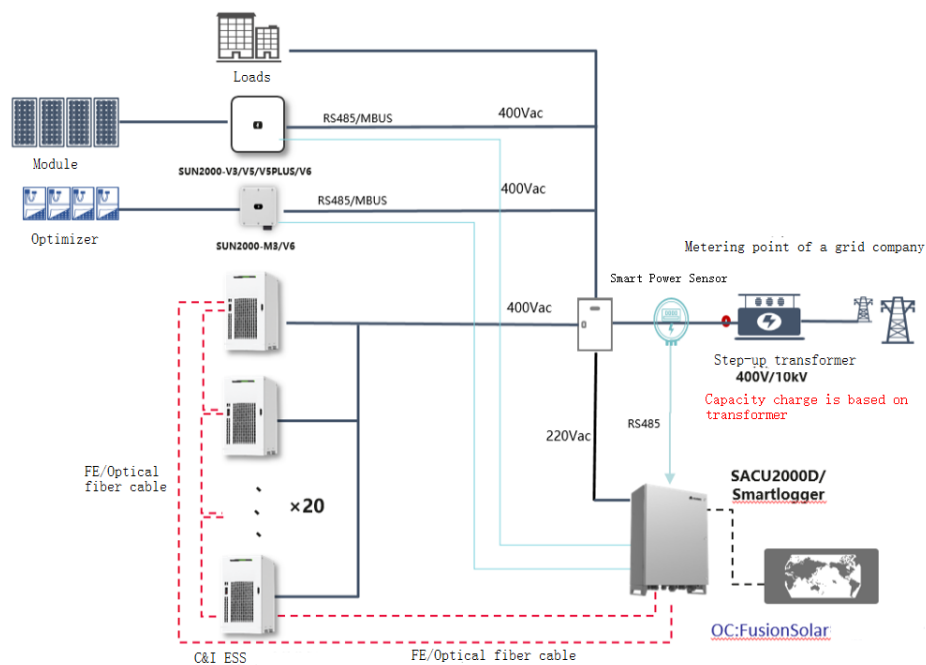 Loads
RS485/MBUS
400Vac
Module
SUN2000-V3/V5/V5PLUS/V6
RS485/MBUS
400Vac
Optimizer
SUN2000-M3/V6
Metering point of a grid company
Smart Power Sensor
400Vac
Step-up transformer
400V/10kV
Capacity charge is based on
transformer
RS485
220Vac
FE/Optical
fiber cable
SACU2000D/
Smartlogger
×20
OC:FusionSolar
C&I ESS
FE/Optical fiber cable